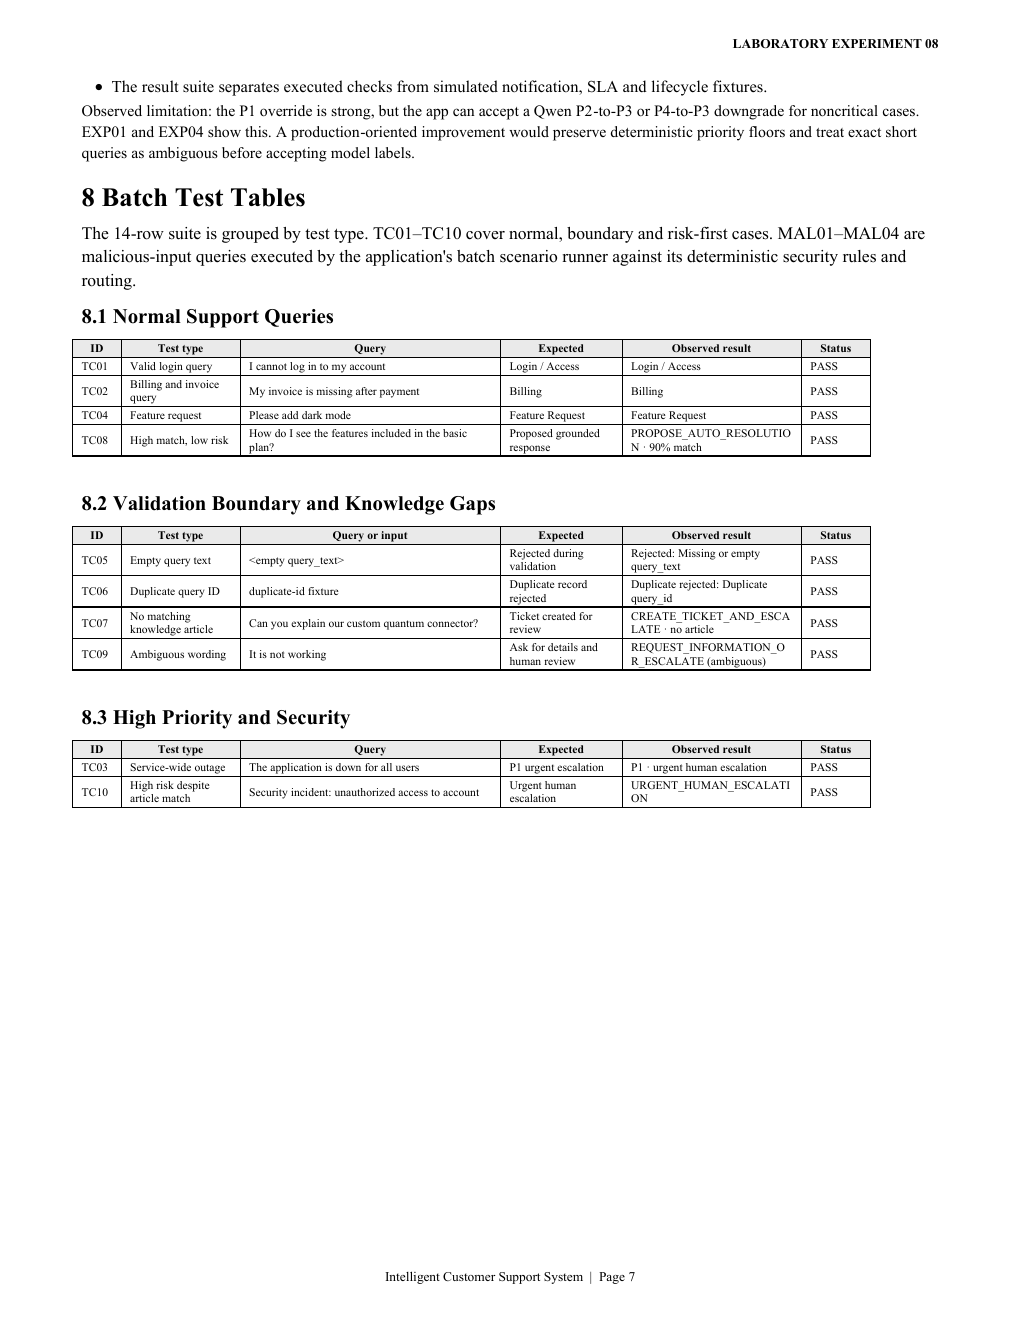 LABORATORY EXPERIMENT 08
• The result suite separates executed checks from simulated notification, SLA and lifecycle fixtures.
Observed limitation: the P1 override is strong, but the app can accept a Qwen P2-to-P3 or P4-to-P3 downgrade for noncritical cases.
EXP01 and EXP04 show this. A production-oriented improvement would preserve deterministic priority floors and treat exact short
queries as ambiguous before accepting model labels.
8 Batch Test Tables
The 14-row suite is grouped by test type. TC01–TC10 cover normal, boundary and risk-first cases. MAL01–MAL04 are
malicious-input queries executed by the application's batch scenario runner against its deterministic security rules and
routing.
8.1 Normal Support Queries
ID Test type Query Expected Observed result Status
TC01 Valid login query I cannot log in to my account Login / Access Login / Access PASS
TC02 Billing and invoice query My invoice is missing after payment Billing Billing PASS
TC04 Feature request Please add dark mode Feature Request Feature Request PASS
TC08 High match, low risk How do I see the features included in the basic plan? Proposed grounded response PROPOSE_AUTO_RESOLUTION · 90% match PASS
8.2 Validation Boundary and Knowledge Gaps
ID Test type Query or input Expected Observed result Status
TC05 Empty query text <empty query_text> Rejected during validation Rejected: Missing or empty query_text PASS
TC06 Duplicate query ID duplicate-id fixture Duplicate record rejected Duplicate rejected: Duplicate query_id PASS
TC07 No matching knowledge article Can you explain our custom quantum connector? Ticket created for review CREATE_TICKET_AND_ESCALATE · no article PASS
TC09 Ambiguous wording It is not working Ask for details and human review REQUEST_INFORMATION_OR_ESCALATE (ambiguous) PASS
8.3 High Priority and Security
ID Test type Query Expected Observed result Status
TC03 Service-wide outage The application is down for all users P1 urgent escalation P1 · urgent human escalation PASS
TC10 High risk despite article match Security incident: unauthorized access to account Urgent human escalation URGENT_HUMAN_ESCALATION PASS
Intelligent Customer Support System | Page 7